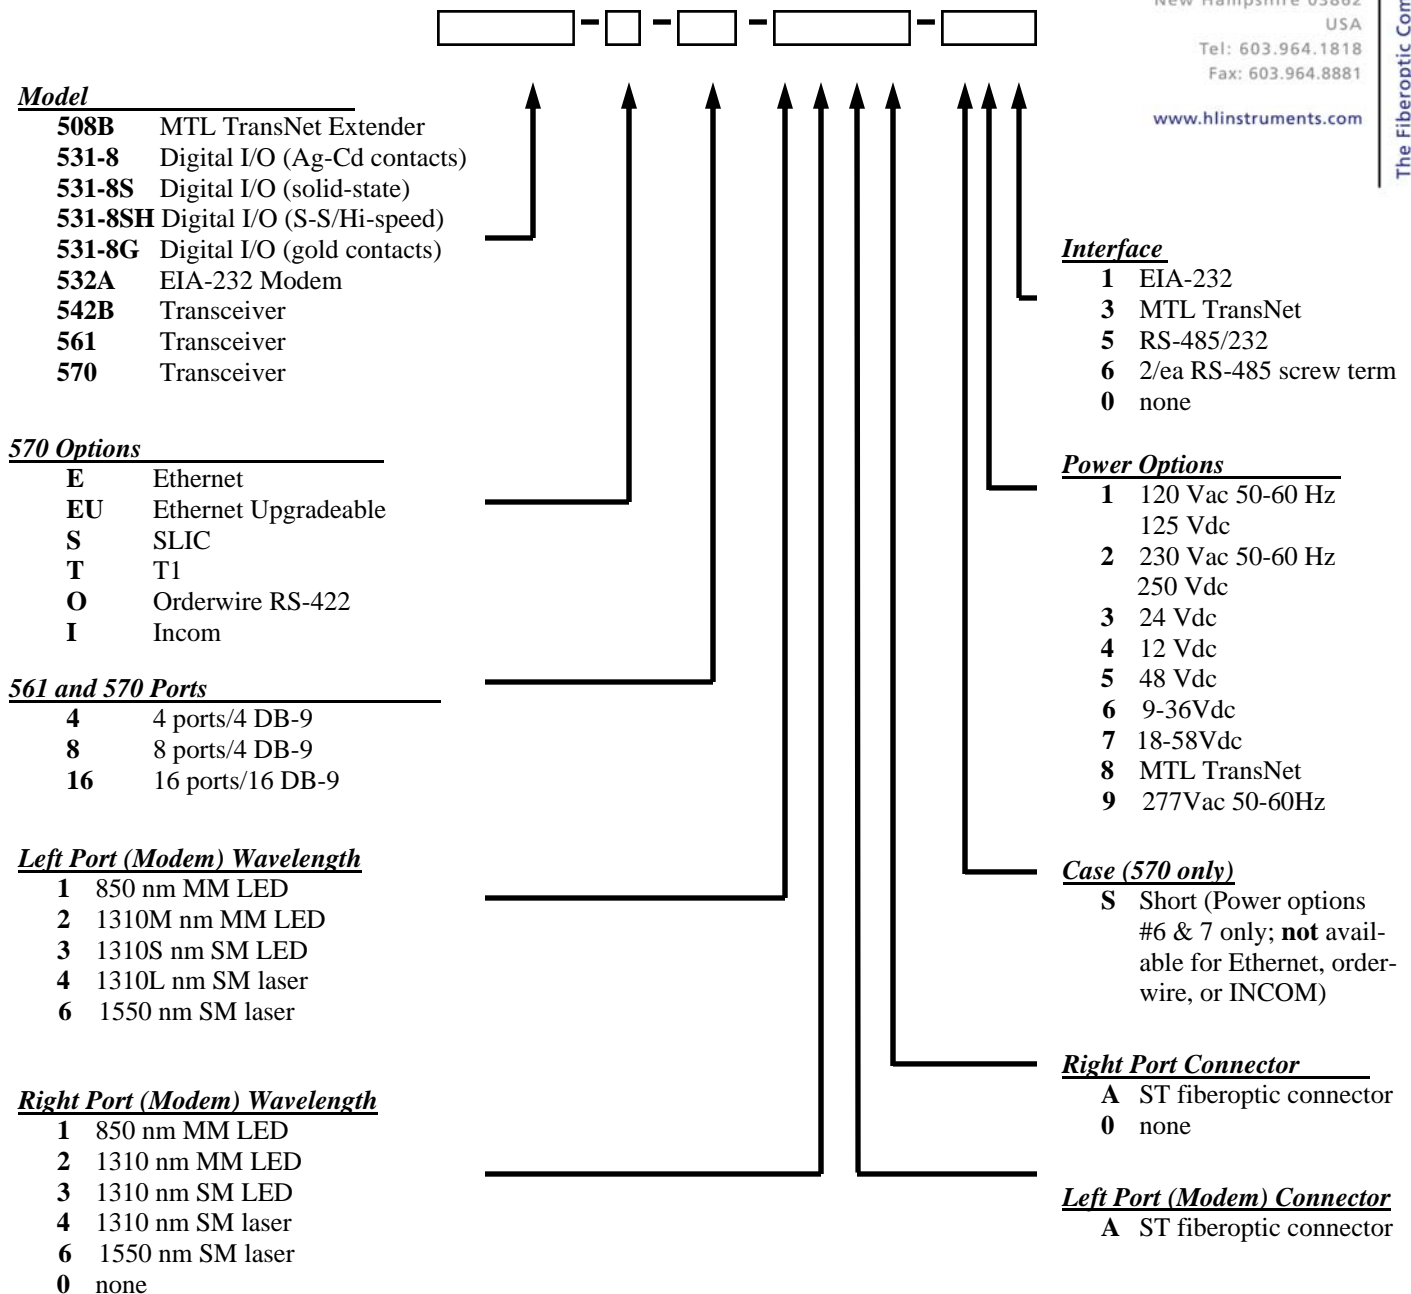 New Hampshire 03862
USA
Tel: 603.964.1818
Fax: 603.964.8881
www.hlinstruments.com
The Fiberoptic Com
Model
508B MTL TransNet Extender
531-8 Digital I/O (Ag-Cd contacts)
531-8S Digital I/O (solid-state)
531-8SH Digital I/O (S-S/Hi-speed)
531-8G Digital I/O (gold contacts)
532A EIA-232 Modem
542B Transceiver
561 Transceiver
570 Transceiver
570 Options
E Ethernet
EU Ethernet Upgradeable
S SLIC
T T1
O Orderwire RS-422
I Incom
561 and 570 Ports
4 4 ports/4 DB-9
8 8 ports/4 DB-9
16 16 ports/16 DB-9
Left Port (Modem) Wavelength
1 850 nm MM LED
2 1310M nm MM LED
3 1310S nm SM LED
4 1310L nm SM laser
6 1550 nm SM laser
Right Port (Modem) Wavelength
1 850 nm MM LED
2 1310 nm MM LED
3 1310 nm SM LED
4 1310 nm SM laser
6 1550 nm SM laser
0 none
Interface
1 EIA-232
3 MTL TransNet
5 RS-485/232
6 2/ea RS-485 screw term
0 none
Power Options
1 120 Vac 50-60 Hz
125 Vdc
2 230 Vac 50-60 Hz
250 Vdc
3 24 Vdc
4 12 Vdc
5 48 Vdc
6 9-36Vdc
7 18-58Vdc
8 MTL TransNet
9 277Vac 50-60Hz
Case (570 only)
S Short (Power options
#6 & 7 only; not avail-
able for Ethernet, order-
wire, or INCOM)
Right Port Connector
A ST fiberoptic connector
0 none
Left Port (Modem) Connector
A ST fiberoptic connector